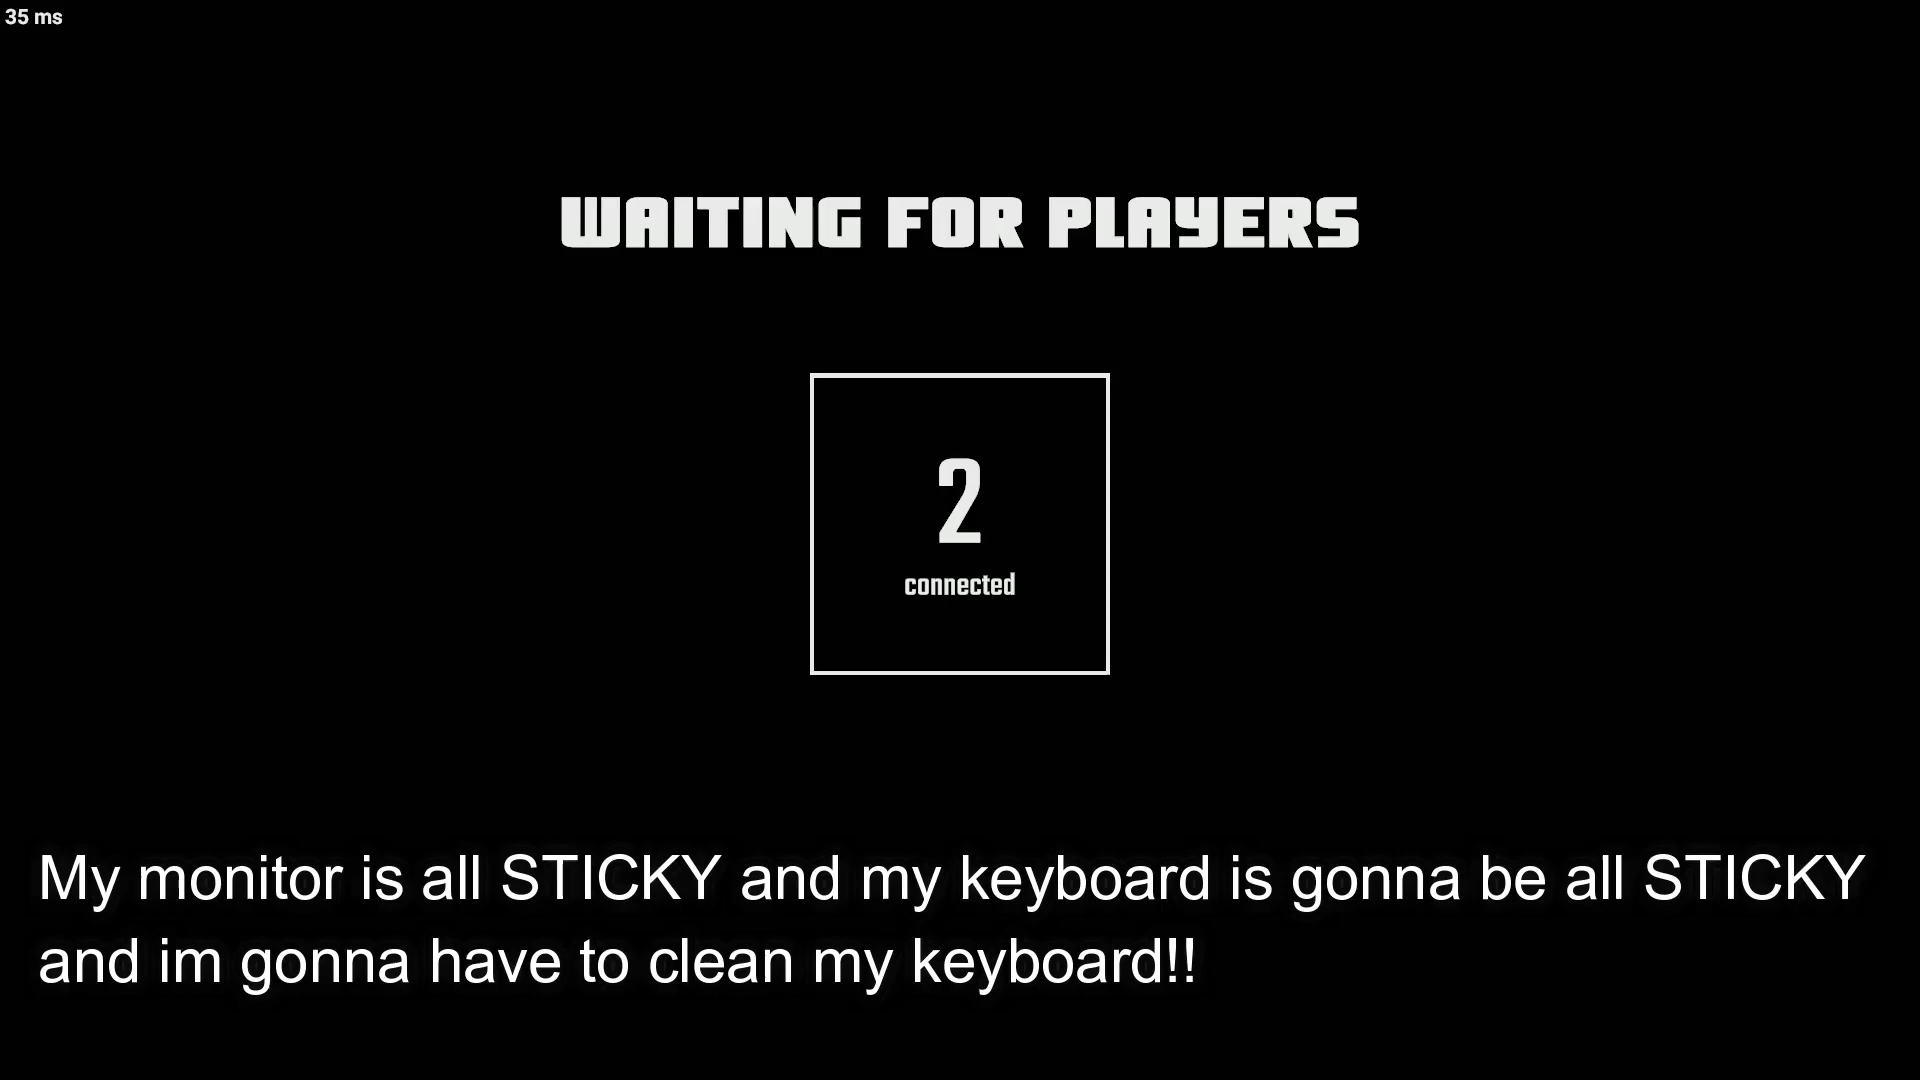 35 ms
WAITING FOR PLAYERS
2
connected
My monitor is all STICKY and my keyboard is gonna be all STICKY
and im gonna have to clean my keyboard!!